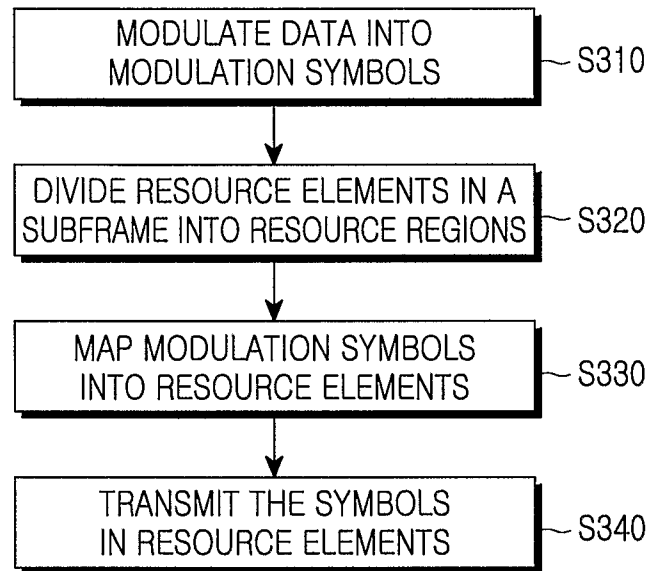 MODULATE DATA INTO
MODULATION SYMBOLS
S310
DIVIDE RESOURCE ELEMENTS IN A
SUBFRAME INTO RESOURCE REGIONS
S320
MAP MODULATION SYMBOLS
INTO RESOURCE ELEMENTS
S330
TRANSMIT THE SYMBOLS
IN RESOURCE ELEMENTS
S340